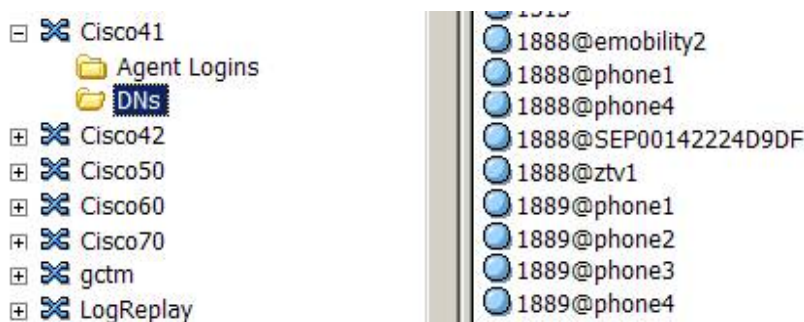 Cisco41
Agent Logins
DNs
Cisco42
Cisco50
Cisco60
Cisco70
gctm
LogReplay
1888@emobility2
1888@phone1
1888@phone4
1888@SEP00142224D9DF
1888@ztv1
1889@phone1
1889@phone2
1889@phone3
1889@phone4